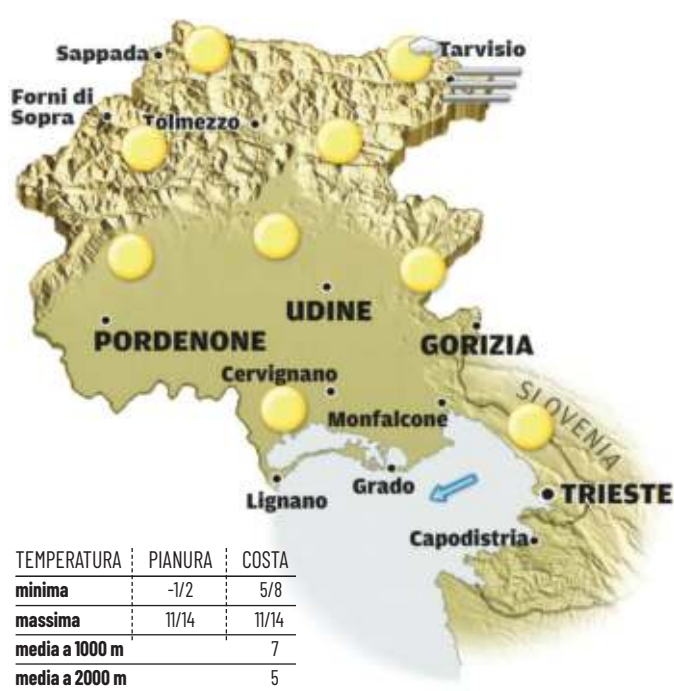 Sappada
Tarvisio
Forni di
Sopra
Tolmezzo
UDINE
PORDENONE
GORIZIA
Cervignano
Monfalcone
SLOVENIA
Lignano
Grado
TRIESTE
Capodistria
TEMPERATURA PIANURA COSTA
minima -1/2 5/8
massima 11/14 11/14
media a 1000 m 7
media a 2000 m 5